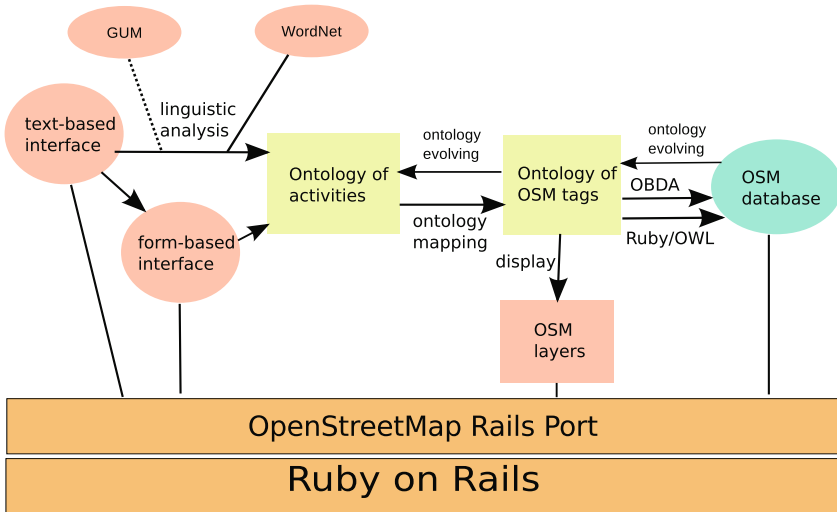 GUM
WordNet
text-based
interface
linguistic
analysis
ontology
evolving
ontology
evolving
Ontology of
activities
Ontology of
OSM tags
OBDA
OSM
database
form-based
interface
ontology
mapping
Ruby/OWL
display
OSM
layers
OpenStreetMap Rails Port
Ruby on Rails